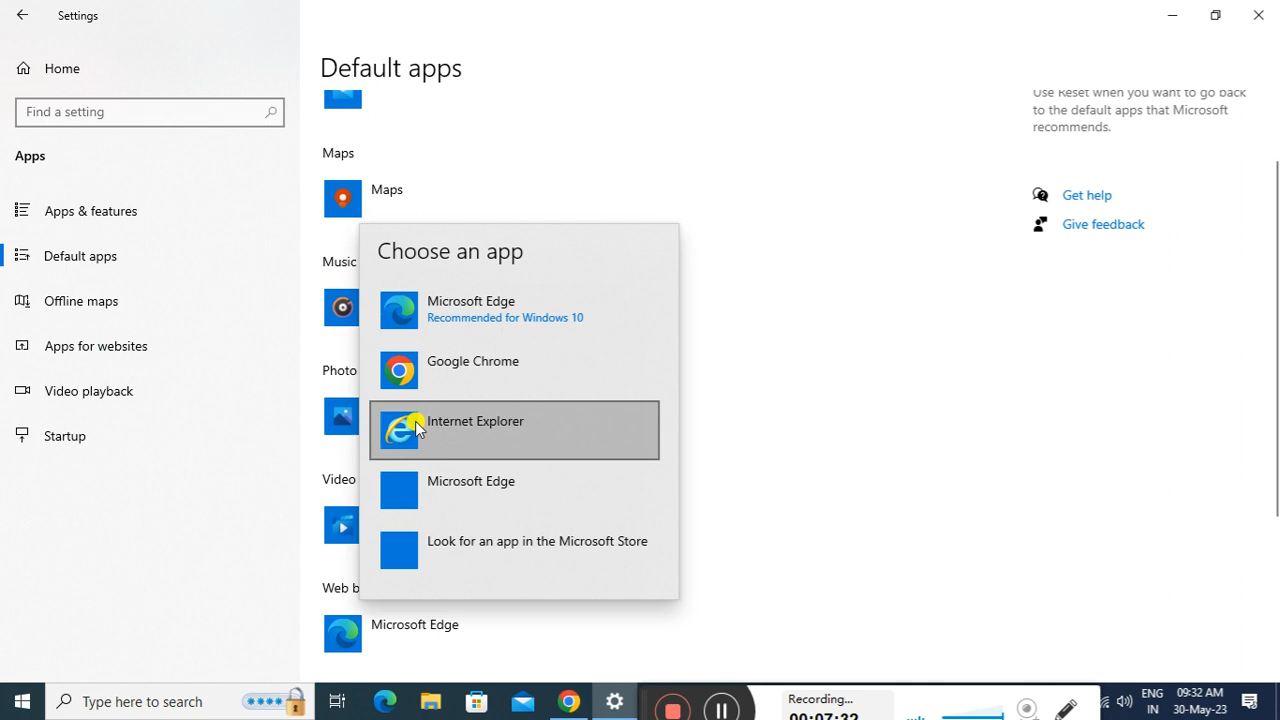 Settings
Home
Find a setting
Apps
Apps & features
Default apps
Offline maps
Apps for websites
Video playback
Startup
Default apps
Maps
Maps
Music
Photo
Video
Web b
Microsoft Edge
Choose an app
Microsoft Edge
Recommended for Windows 10
Google Chrome
Internet Explorer
Microsoft Edge
Look for an app in the Microsoft Store
Use Reset when you want to go back
to the default apps that Microsoft
recommends.
Get help
Give feedback
Type here to search
Recording...
00:07:32
ENG
IN
09:32 AM
30-May-23